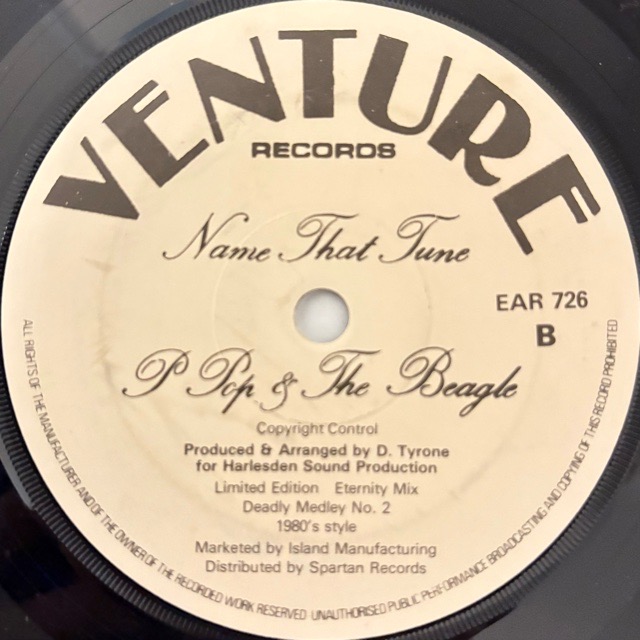 VENTURE
RECORDS
Name That Tune
EAR 726
B
P Pop & The Beagle
Copyright Control
Produced & Arranged by D. Tyrone
for Harlesden Sound Production
Limited Edition Eternity Mix
Deadly Medley No. 2
1980's style
Marketed by Island Manufacturing
Distributed by Spartan Records
ALL RIGHTS OF THE MANUFACTURER AND OF THE OWNER OF THE RECORDED WORK RESERVED UNAUTHORISED PUBLIC PERFORMANCE BROADCASTING AND COPYING OF THIS RECORD PROHIBITED